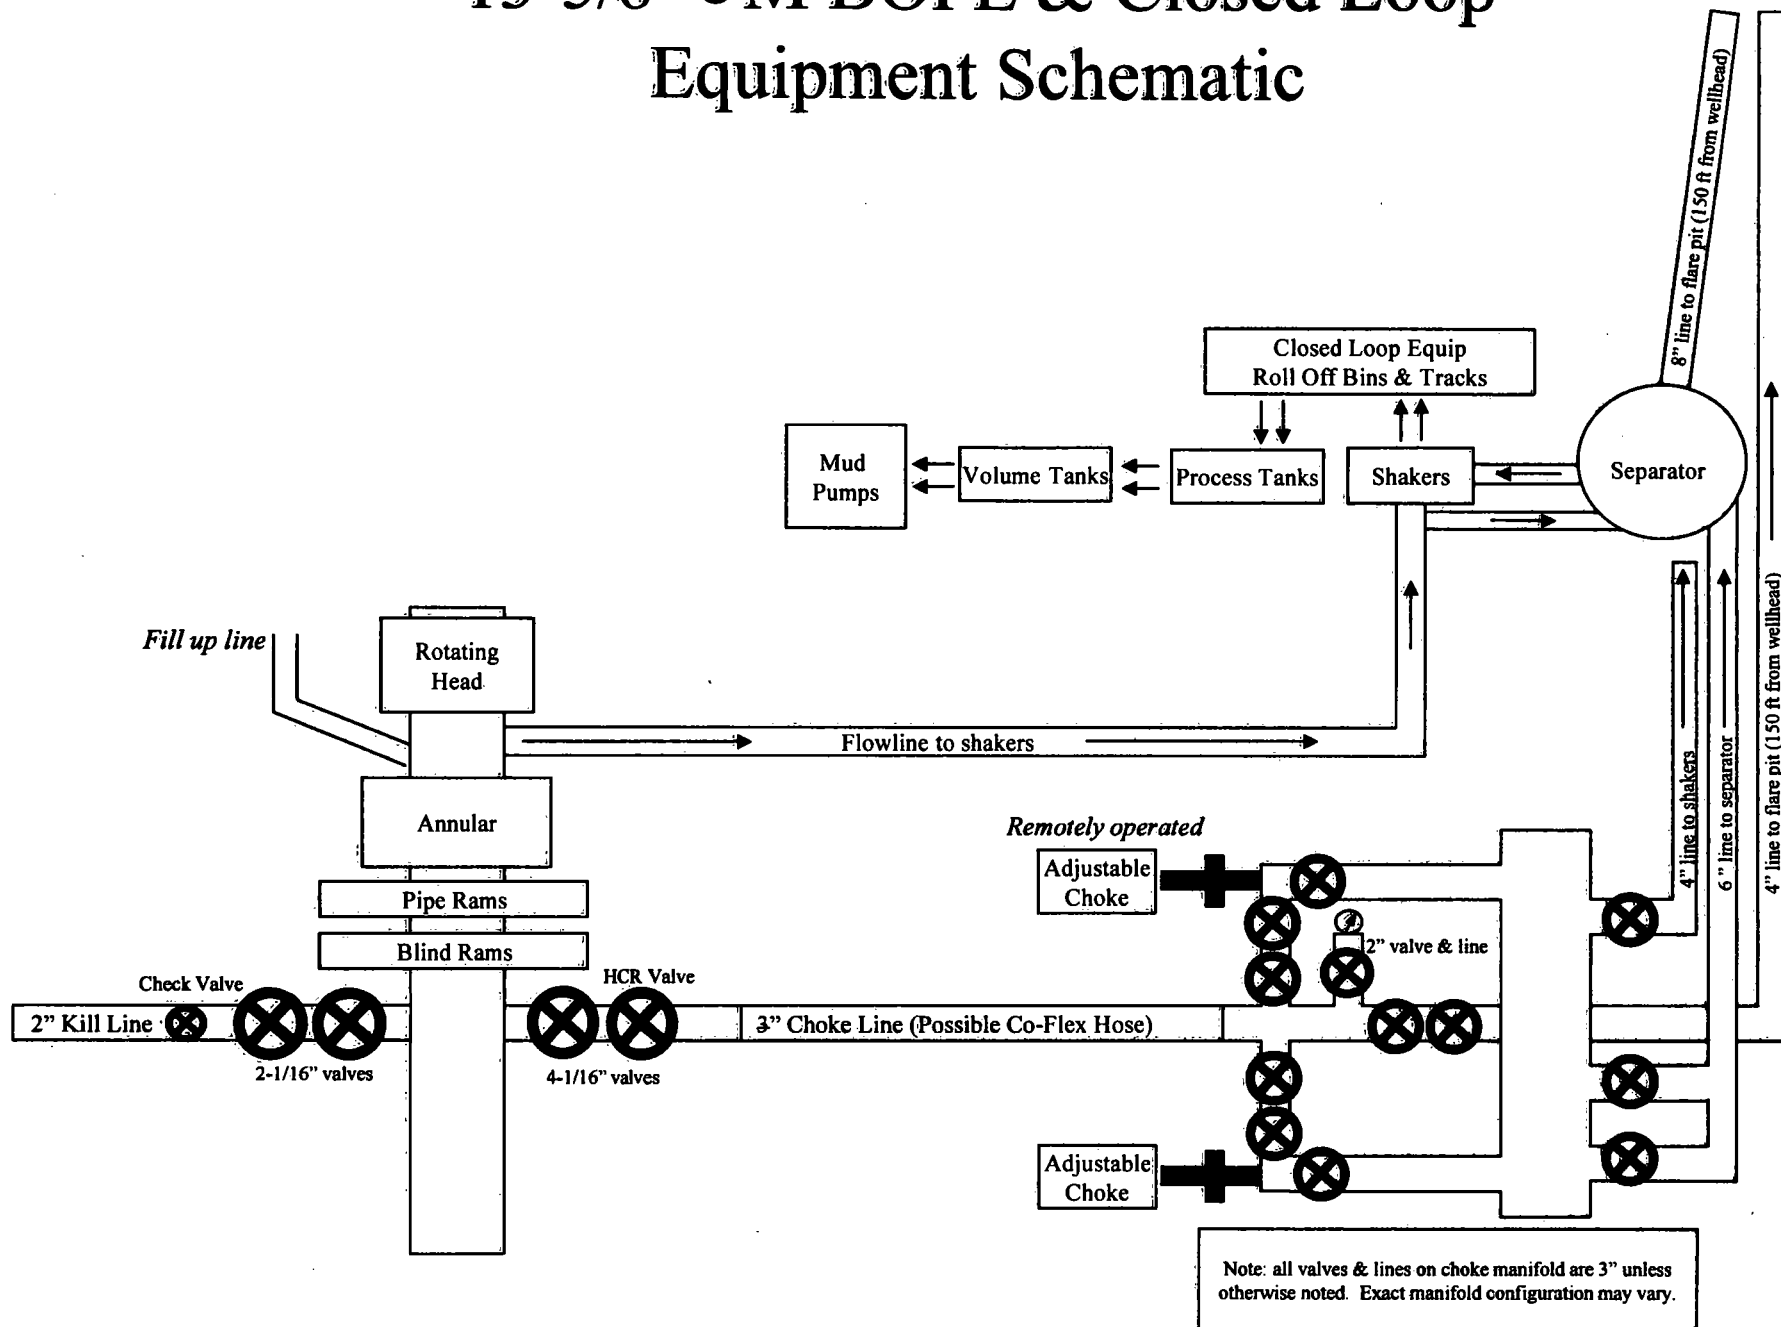 BOPE & Closed Loop
Equipment Schematic
8” line to flare pit (150 ft from wellhead)
Closed Loop Equip
Roll Off Bins & Tracks
Mud
Pumps
Volume Tanks
Process Tanks
Shakers
Separator
Fill up line
Rotating
Head
Flowline to shakers
4” line to shakers
6” line to separator
4” line to flare pit (150 ft from wellhead)
Annular
Remotely operated
Adjustable
Choke
Pipe Rams
Blind Rams
2” valve & line
Check Valve
HCR Valve
2” Kill Line
3” Choke Line (Possible Co-Flex Hose)
2-1/16” valves
4-1/16” valves
Adjustable
Choke
Note: all valves & lines on choke manifold are 3” unless
otherwise noted. Exact manifold configuration may vary.